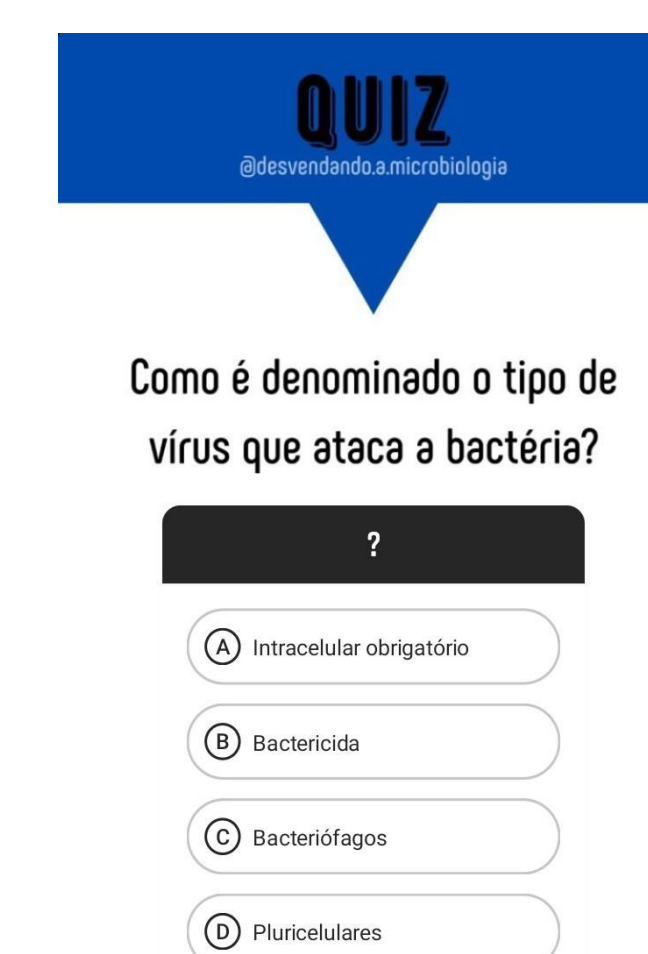 QUIZ
@desvendando.a.microbiologia
Como é denominado o tipo de
vírus que ataca a bactéria?
?
A Intracelular obrigatório
B Bactericida
C Bacteriófagos
D Pluricelulares